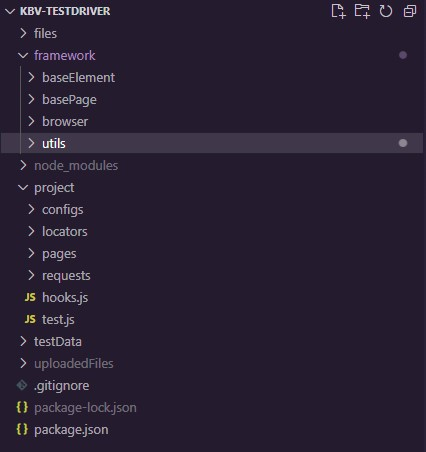 KBV-TESTDRIVER
files
framework
baseElement
basePage
browser
utils
node_modules
project
configs
locators
pages
requests
JS hooks.js
JS test.js
testData
uploadedFiles
.gitignore
{ } package-lock.json
{ } package.json